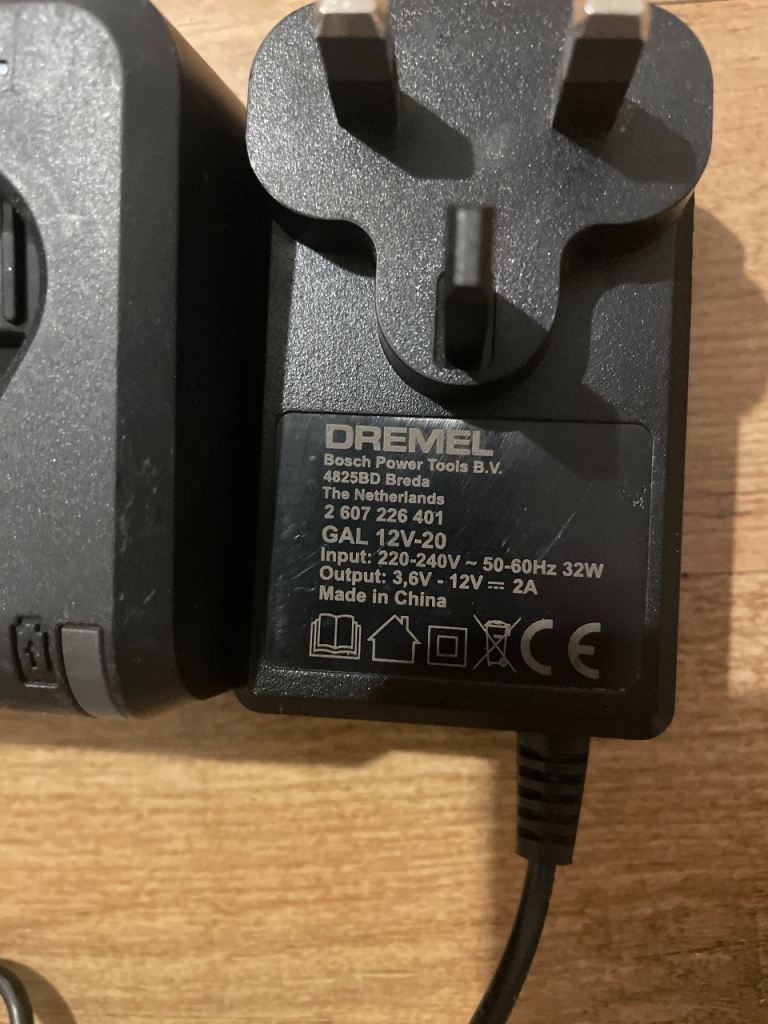 DREMEL
Bosch Power Tools B.V.
4825BD Breda
The Netherlands
2 607 226 401
GAL 12V-20
Input: 220-240V ~ 50-60Hz 32W
Output: 3,6V - 12V ⎓ 2A
Made in China
CE